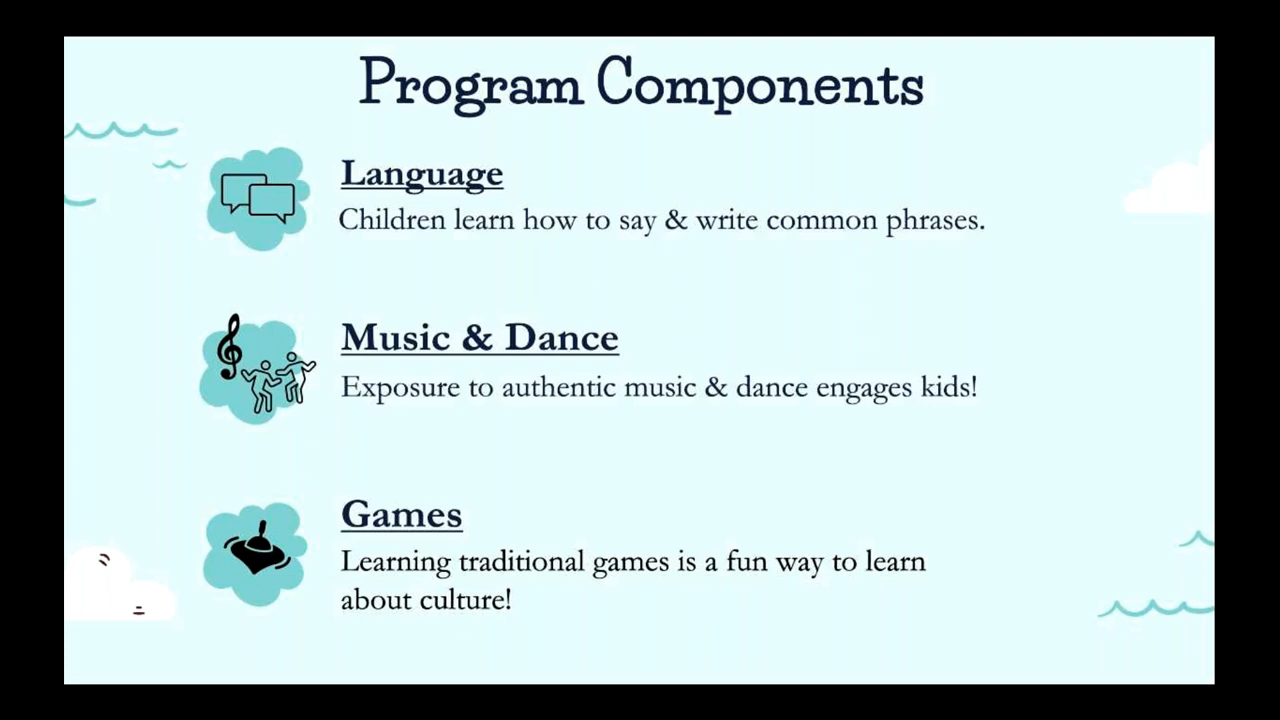 Program Components
Language
Children learn how to say & write common phrases.
Music & Dance
Exposure to authentic music & dance engages kids!
Games
Learning traditional games is a fun way to learn
about culture!